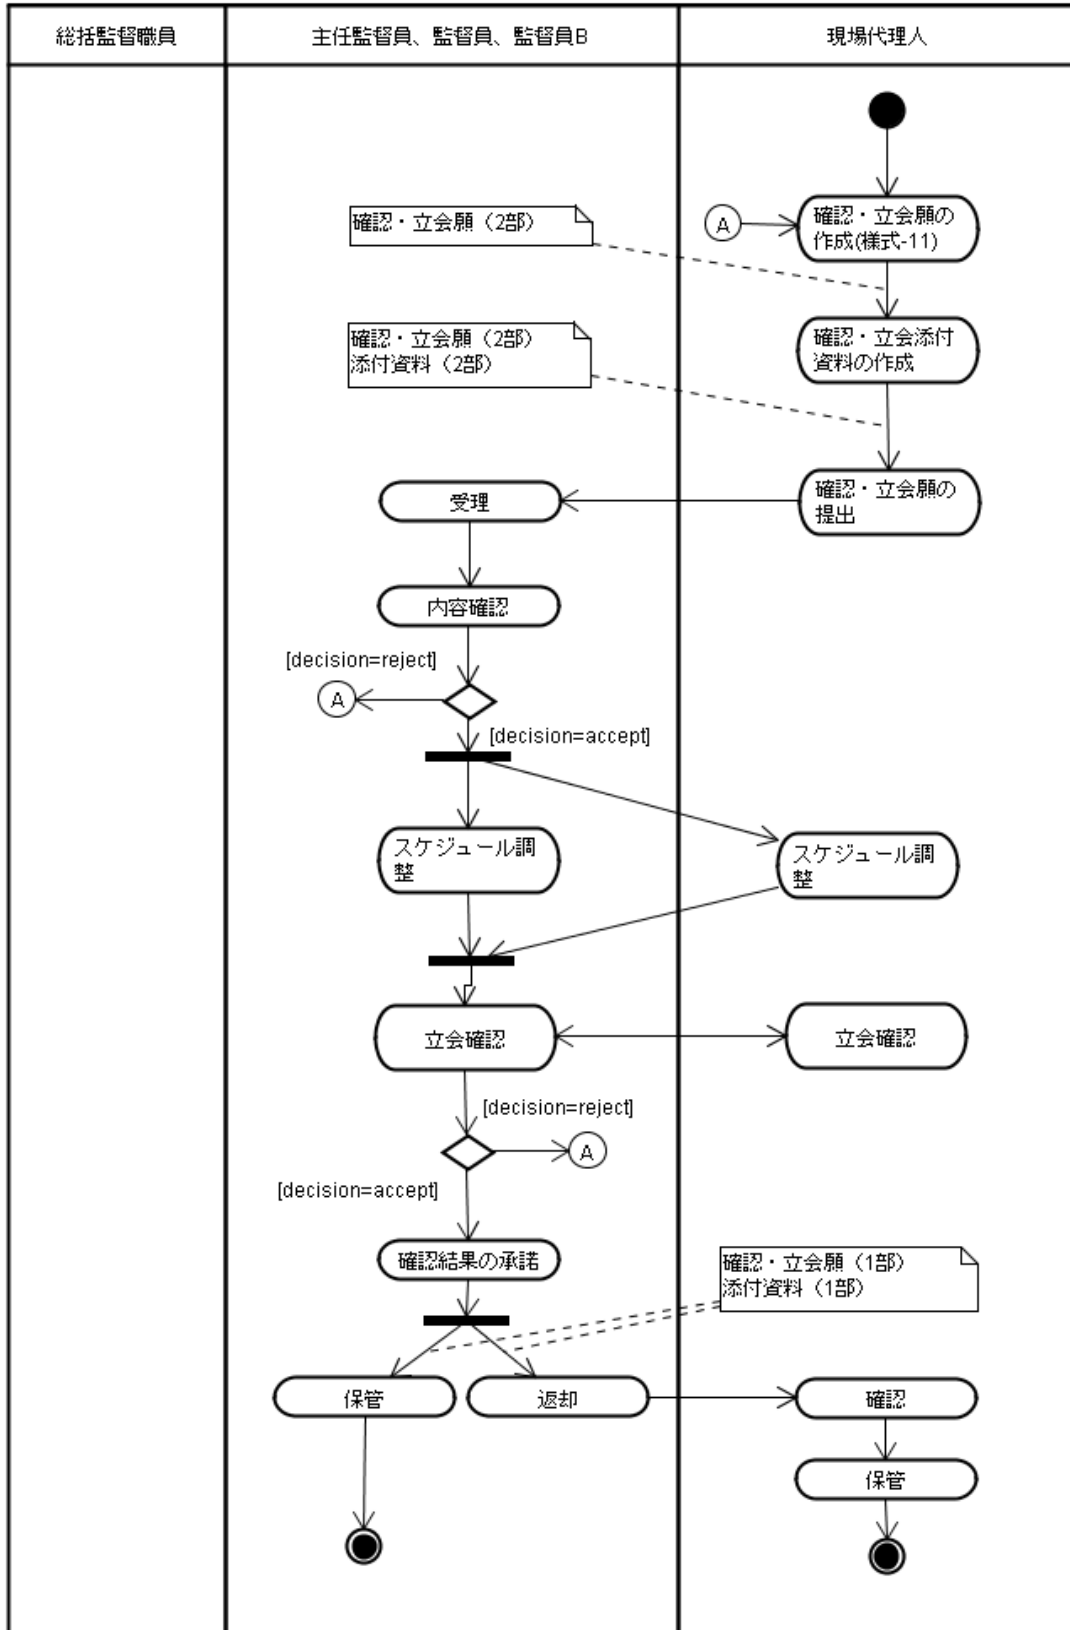 総括監督職員
主任監督員、監督員、監督員B
現場代理人
確認・立会願(2部)
A
確認・立会願の
作成(様式-11)
確認・立会願(2部)
添付資料(2部)
確認・立会添付
資料の作成
受理
確認・立会願の
提出
内容確認
[decision=reject]
A
[decision=accept]
スケジュール調
整
スケジュール調
整
立会確認
立会確認
[decision=reject]
A
[decision=accept]
確認結果の承諾
確認・立会願(1部)
添付資料(1部)
保管
返却
確認
保管